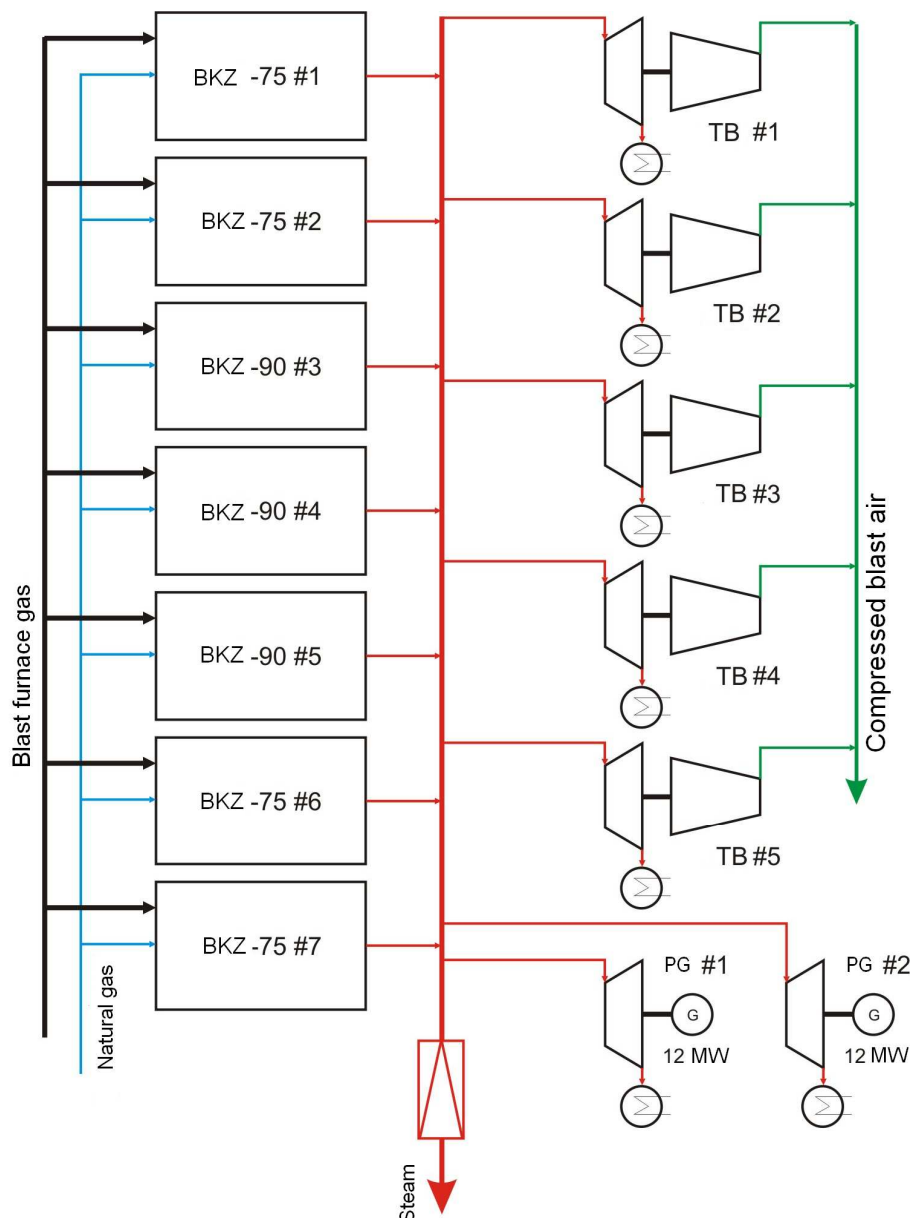 BKZ -75 #1
BKZ -75 #2
BKZ -90 #3
BKZ -90 #4
BKZ -90 #5
BKZ -75 #6
BKZ -75 #7
Blast furnace gas
Natural gas
Steam
TB #1
TB #2
TB #3
TB #4
TB #5
Compressed blast air
PG #1
G
12 MW
PG #2
G
12 MW